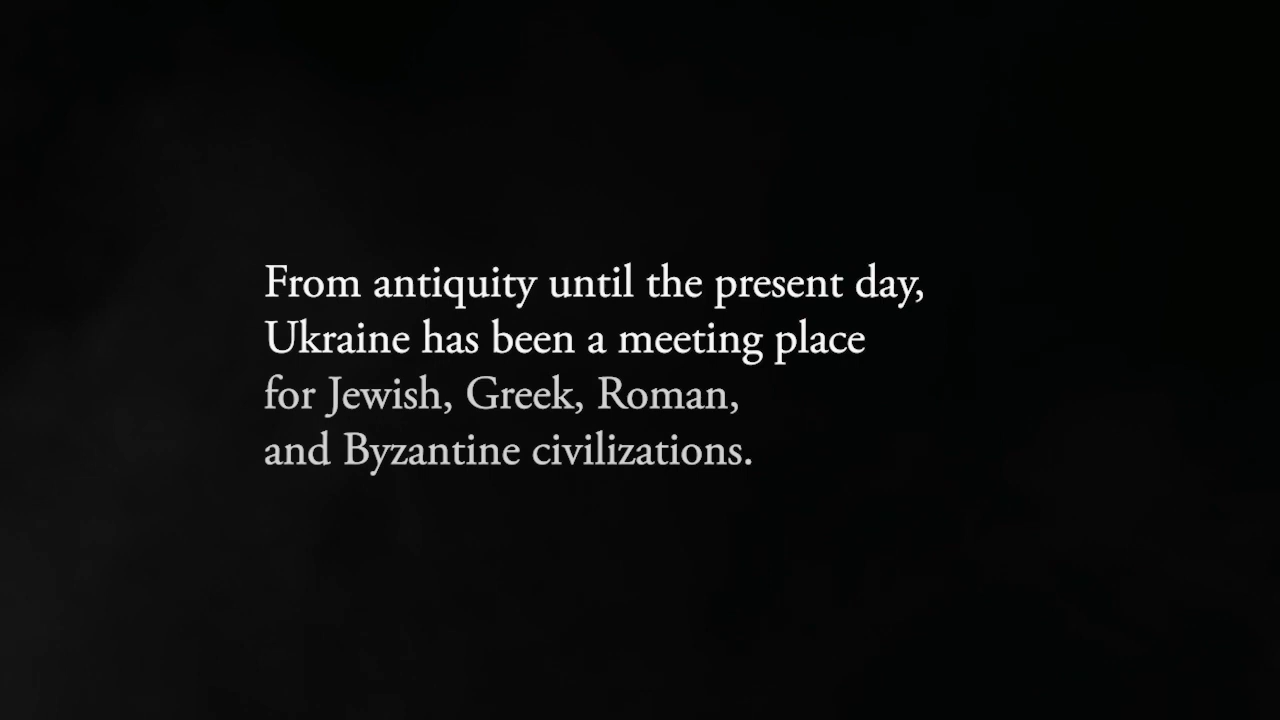 From antiquity until the present day,
Ukraine has been a meeting place
for Jewish, Greek, Roman,
and Byzantine civilizations.